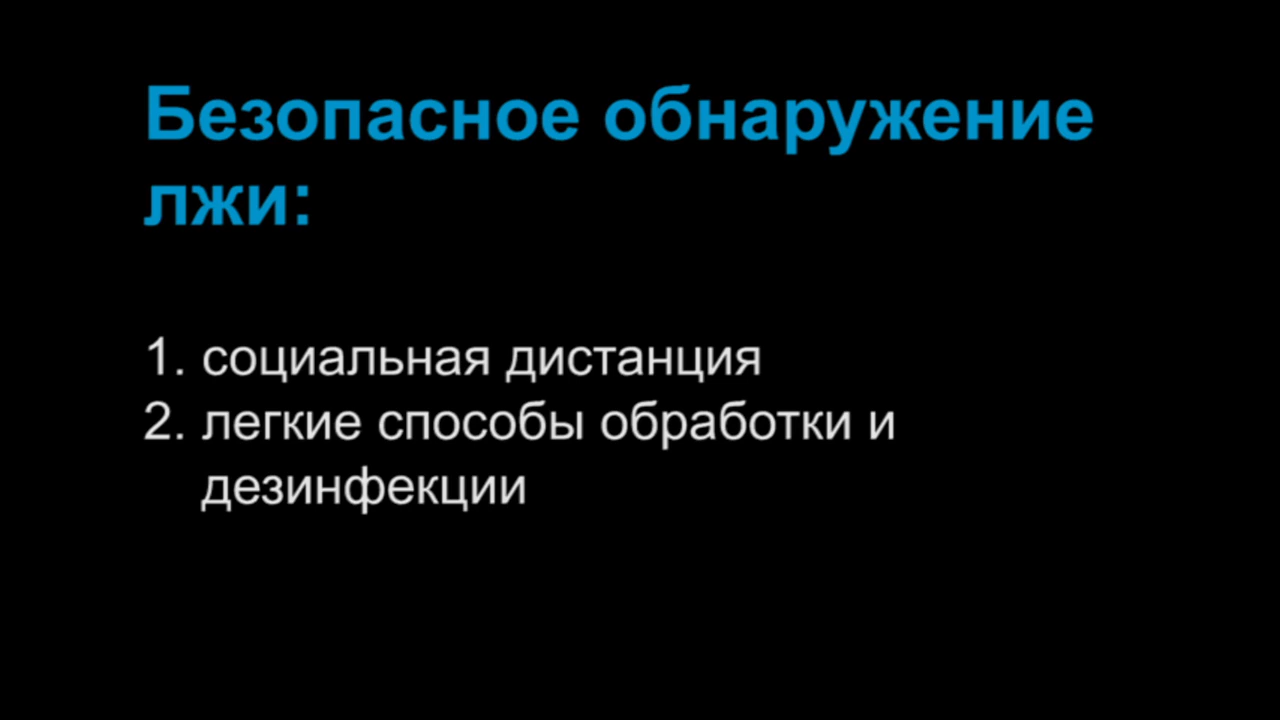 Безопасное обнаружение
лжи:
1. социальная дистанция
2. легкие способы обработки и
дезинфекции